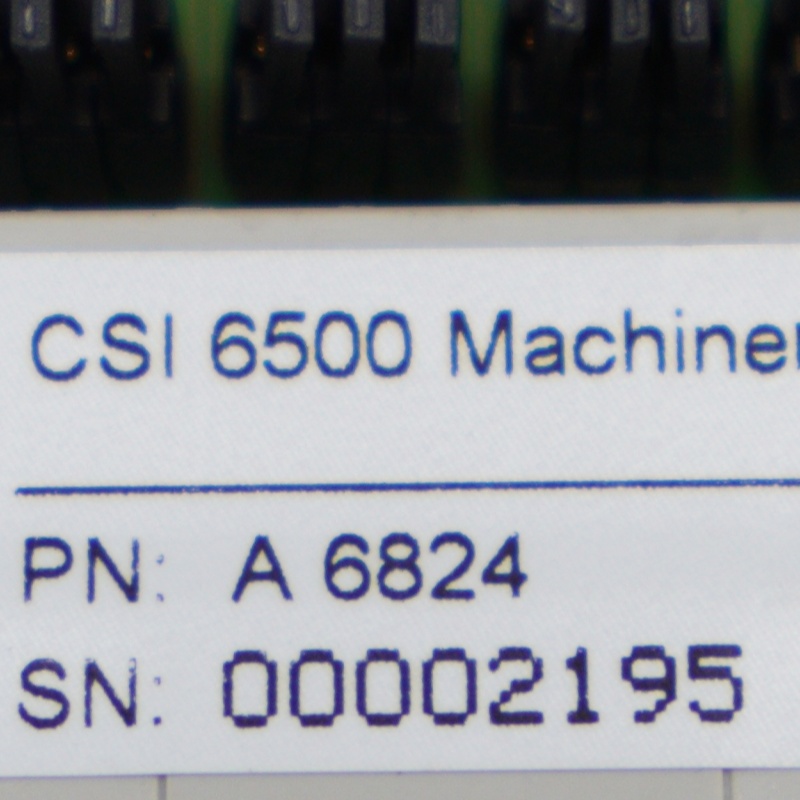 CSI 6500 Machiner
PN: A 6824
SN: 00002195